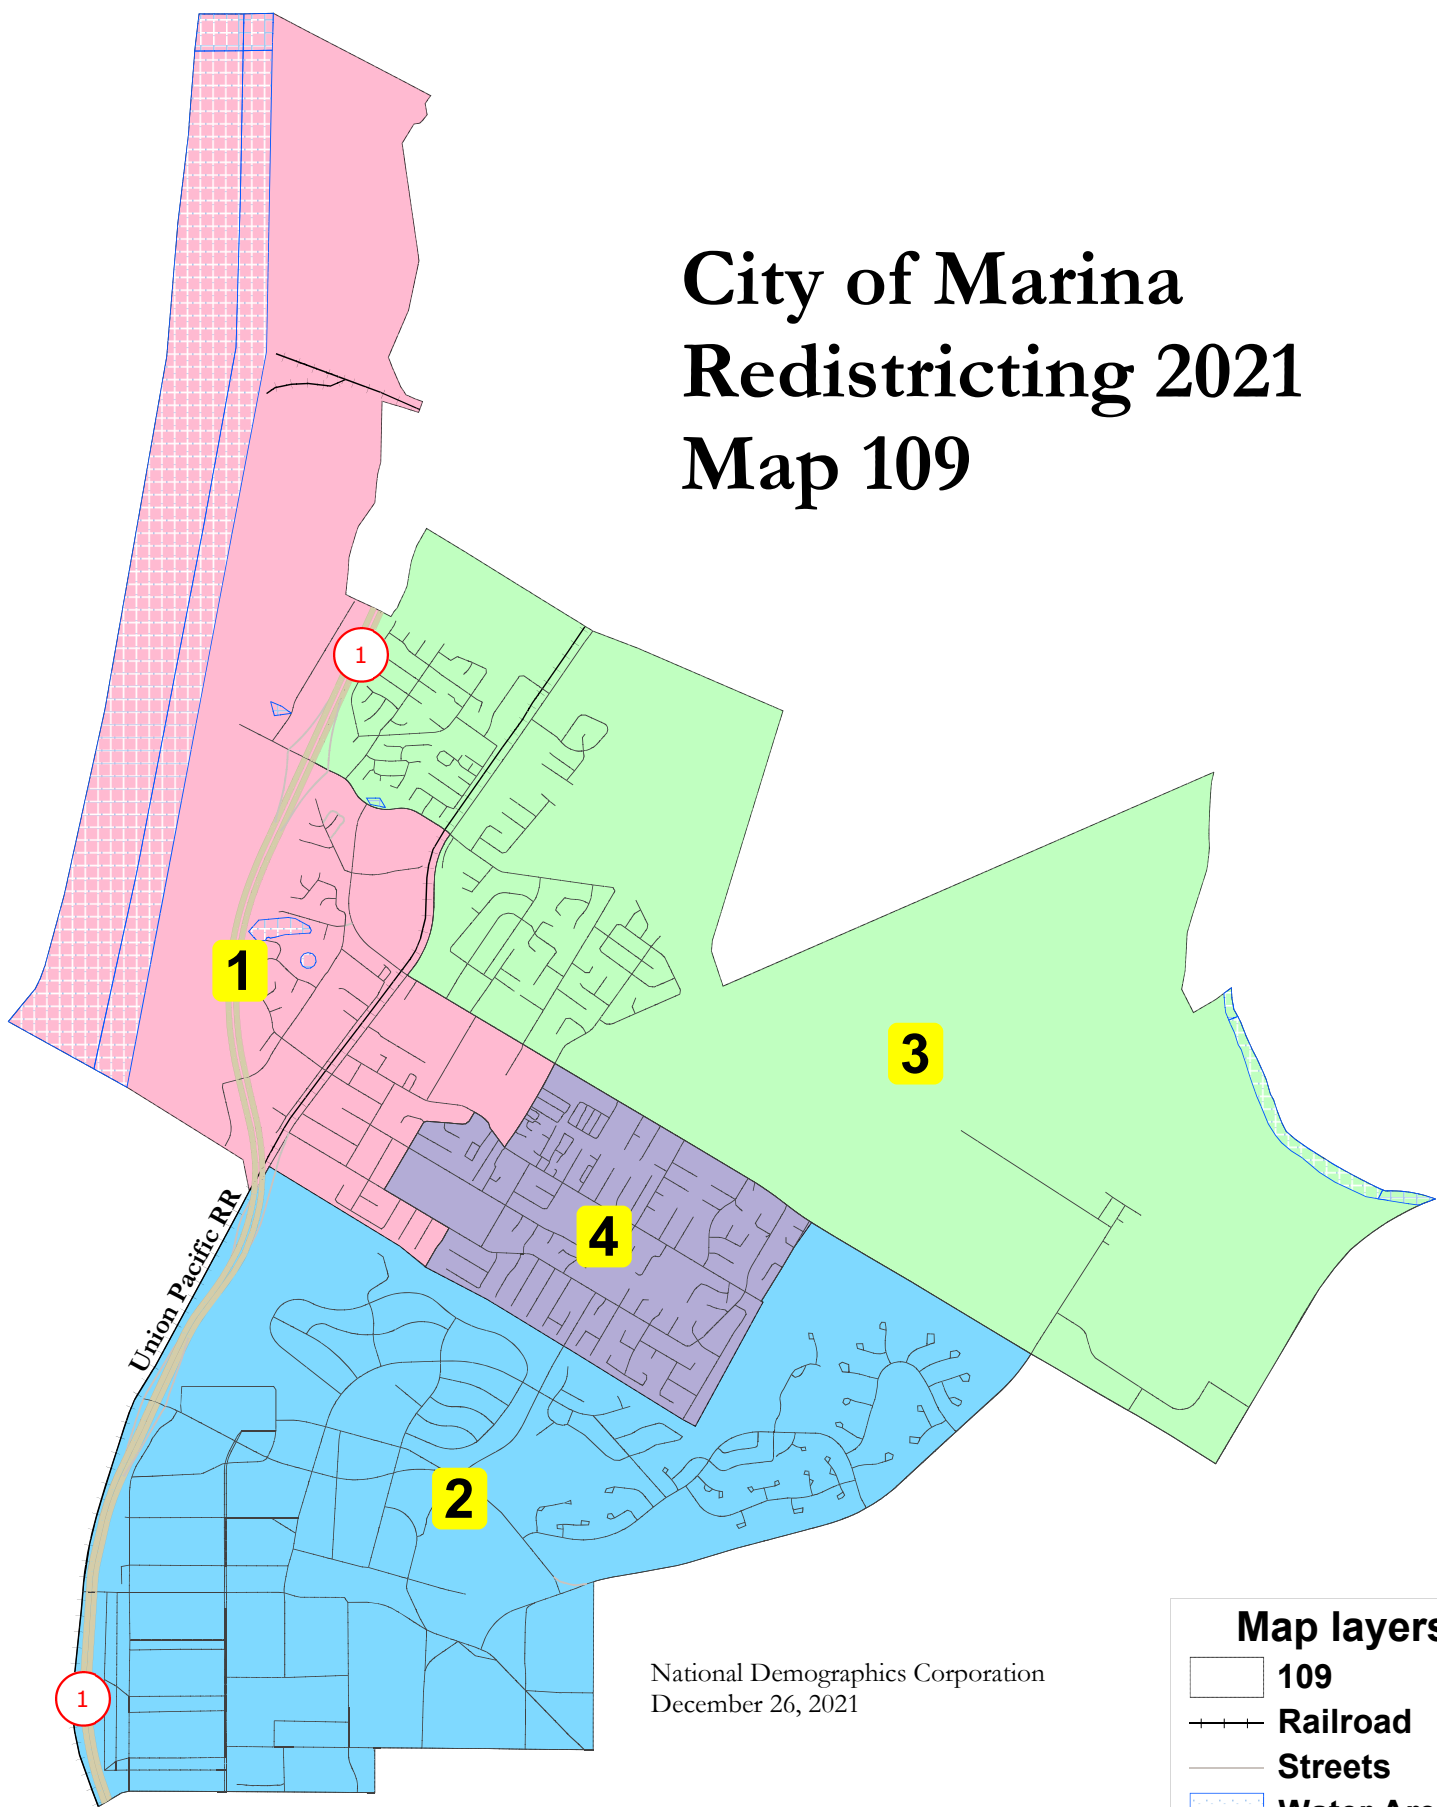 City of Marina
Redistricting 2021
Map 109
1
1
3
4
Union Pacific RR
2
1
National Demographics Corporation
December 26, 2021
Map layers
109
Railroad
Streets